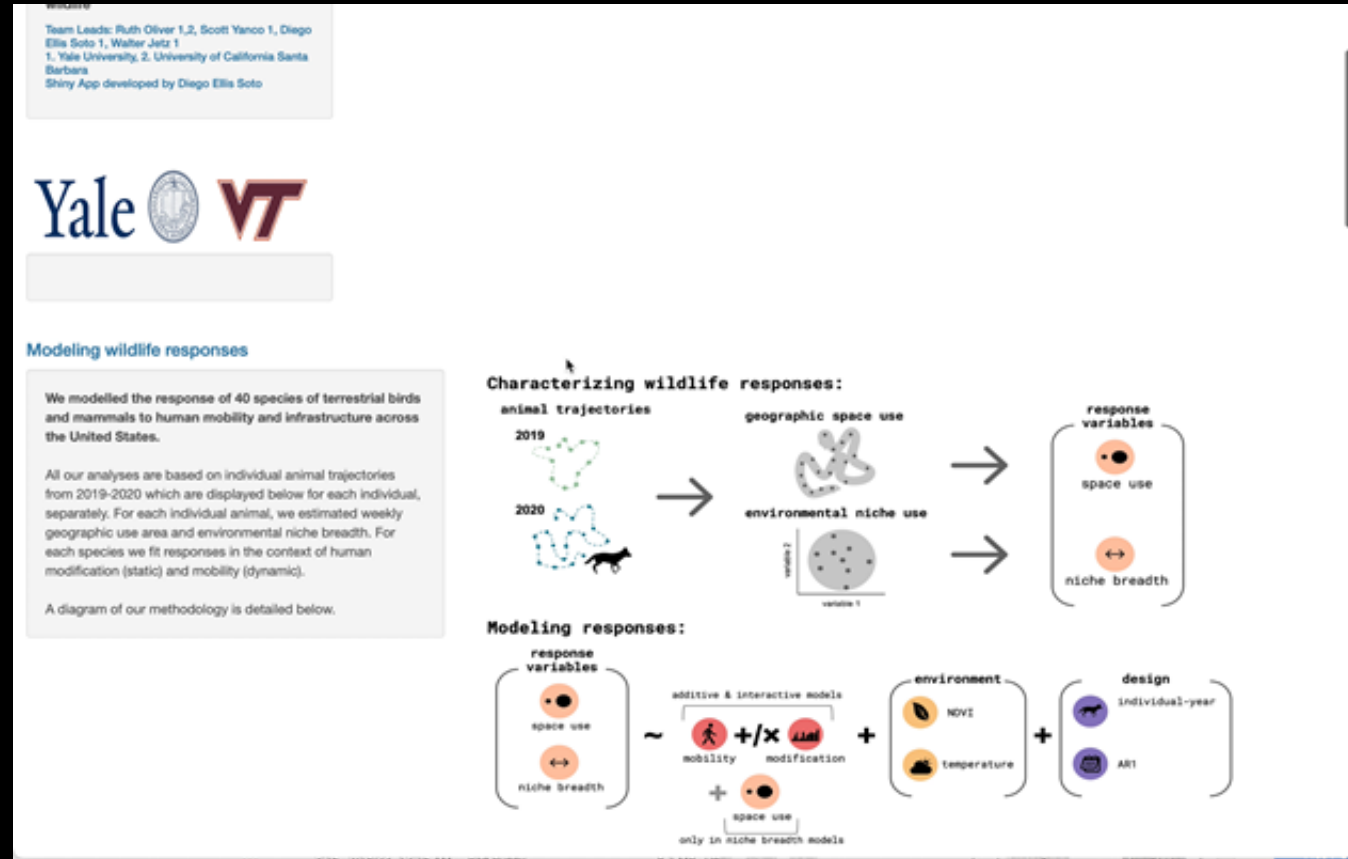 wildlife
Team Leads: Ruth Oliver 1,2, Scott Yanco 1, Diego
Ellis Soto 1, Walter Jetz 1
1. Yale University, 2. University of California Santa
Barbara
Shiny App developed by Diego Ellis Soto
Yale VT
Modeling wildlife responses
We modelled the response of 40 species of terrestrial birds
and mammals to human mobility and infrastructure across
the United States.
All our analyses are based on individual animal trajectories
from 2019-2020 which are displayed below for each individual,
separately. For each individual animal, we estimated weekly
geographic use area and environmental niche breadth. For
each species we fit responses in the context of human
modification (static) and mobility (dynamic).
A diagram of our methodology is detailed below.
Characterizing wildlife responses:
animal trajectories
2019
2020
geographic space use
environmental niche use
variable 2
variable 1
response
variables
space use
niche breadth
Modeling responses:
response
variables
space use
niche breadth
~
additive & interactive models
+/×
mobility
modification
+
space use
only in niche breadth models
+
environment
NDVI
temperature
+
design
individual-year
AR1